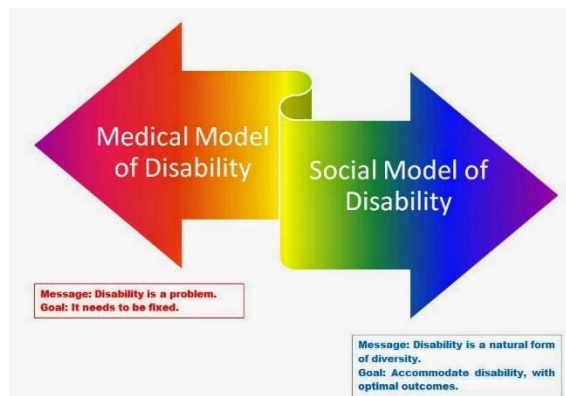 Medical Model
of Disability
Social Model of
Disability
Message: Disability is a problem.
Goal: It needs to be fixed.
Message: Disability is a natural form
of diversity.
Goal: Accommodate disability, with
optimal outcomes.